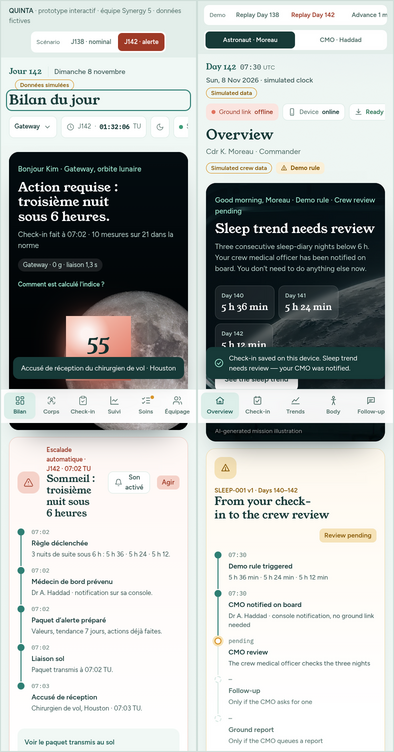 QUINTA · prototype interactif · équipe Synergy 5 · données
fictives
Scénario
J138 · nominal
J142 · alerte
Jour 142
Dimanche 8 novembre
Données simulées
Bilan du jour
Gateway
J142 · 01:32:06 TU
Bonjour Kim · Gateway, orbite lunaire
Action requise :
troisième nuit
sous 6 heures.
Check-in fait à 07:02 · 10 mesures sur 21 dans la
norme
Gateway · 0 g · liaison 1,3 s
Comment est calculé l'indice ?
55
Accusé de réception du chirurgien de vol · Houston
Bilan
Corps
Check-in
Suivi
Soins
Équipage
Escalade
automatique ·
J142 · 07:02 TU
Sommeil :
troisième
nuit sous
6 heures
Son
activé
Agir
07:02
Règle déclenchée
3 nuits de suite sous 6 h : 5 h 36 · 5 h 24 · 5 h 12.
07:02
Médecin de bord prévenu
Dr A. Haddad · notification sur sa console.
07:02
Paquet d'alerte préparé
Valeurs, tendance 7 jours, actions déjà faites.
07:02
Liaison sol
Paquet transmis à 07:02 TU.
07:03
Accusé de réception
Chirurgien de vol, Houston · 07:03 TU.
Voir le paquet transmis au sol
Demo
Replay Day 138
Replay Day 142
Advance 1 m
Astronaut · Moreau
CMO · Haddad
Day 142 07:30 UTC
Sun, 8 Nov 2026 · simulated clock
Simulated data
Ground link offline
Device online
Ready
Overview
Cdr K. Moreau · Commander
Simulated crew data
Demo rule
Good morning, Moreau · Demo rule · Crew review
pending
Sleep trend needs review
Three consecutive sleep-diary nights below 6 h.
Your crew medical officer has been notified on
board. You don't need to do anything else now.
Day 140
5 h 36 min
Day 141
5 h 24 min
Day 142
5 h 12 min
Check-in saved on this device. Sleep trend
needs review — your CMO was notified.
See the sleep trend
Overview
Check-in
Trends
Body
Follow-up
AI-generated mission illustration
SLEEP-001 v1 · Days 140–142
From your check-
in to the crew review
Review pending
07:30
Demo rule triggered
5 h 36 min · 5 h 24 min · 5 h 12 min
07:30
CMO notified on board
Dr A. Haddad · console notification, no ground link
needed
pending
CMO review
The crew medical officer checks the three nights
—
Follow-up
Only if the CMO asks for one
—
Ground report
Only if the CMO queues a report